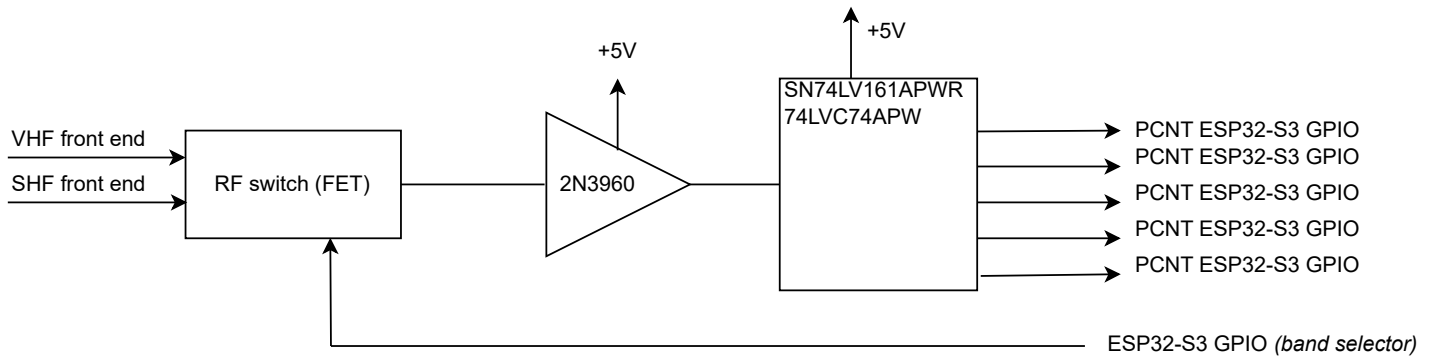 +5V
+5V
SN74LV161APWR
74LVC74APW
VHF front end
SHF front end
RF switch (FET)
2N3960
PCNT ESP32-S3 GPIO
PCNT ESP32-S3 GPIO
PCNT ESP32-S3 GPIO
PCNT ESP32-S3 GPIO
PCNT ESP32-S3 GPIO
ESP32-S3 GPIO (band selector)